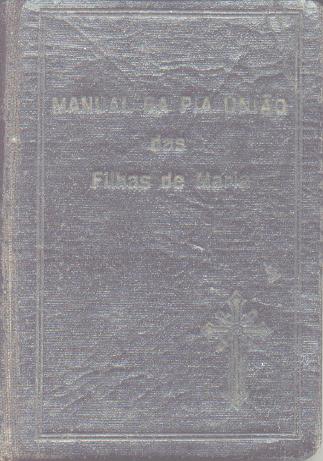 MANUAL DA PIA UNIÃO
das
Filhas de Maria